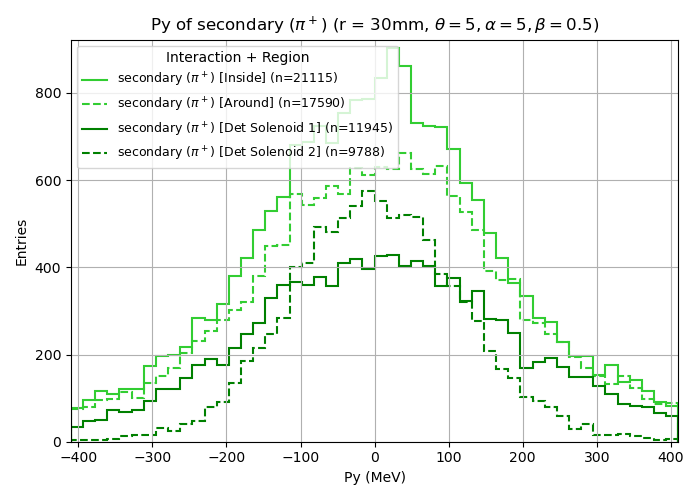 Py of secondary (π⁺) (r = 30mm, θ = 5, α = 5, β = 0.5)
Interaction + Region
secondary (π⁺) [Inside] (n=21115)
secondary (π⁺) [Around] (n=17590)
secondary (π⁺) [Det Solenoid 1] (n=11945)
secondary (π⁺) [Det Solenoid 2] (n=9788)
Entries
800
600
400
200
0
−400 −300 −200 −100 0 100 200 300 400
Py (MeV)